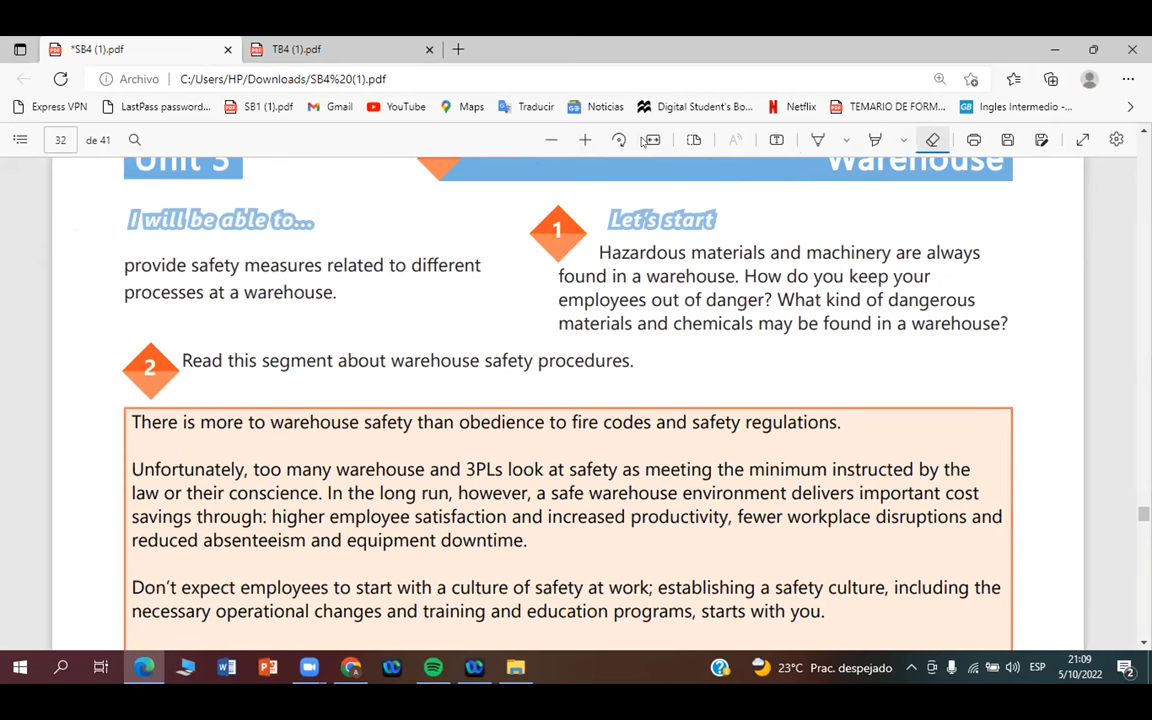 *SB4 (1).pdf
TB4 (1).pdf
Archivo
C:/Users/HP/Downloads/SB4%20(1).pdf
Express VPN
LastPass password...
SB1 (1).pdf
Gmail
YouTube
Maps
Traducir
Noticias
Digital Student's Bo...
Netflix
TEMARIO DE FORM...
Ingles Intermedio -...
32 de 41
Unit 5
Warehouse
I will be able to...
provide safety measures related to different
processes at a warehouse.
1
Let's start
Hazardous materials and machinery are always
found in a warehouse. How do you keep your
employees out of danger? What kind of dangerous
materials and chemicals may be found in a warehouse?
2
Read this segment about warehouse safety procedures.
There is more to warehouse safety than obedience to fire codes and safety regulations.
Unfortunately, too many warehouse and 3PLs look at safety as meeting the minimum instructed by the
law or their conscience. In the long run, however, a safe warehouse environment delivers important cost
savings through: higher employee satisfaction and increased productivity, fewer workplace disruptions and
reduced absenteeism and equipment downtime.
Don't expect employees to start with a culture of safety at work; establishing a safety culture, including the
necessary operational changes and training and education programs, starts with you.
23°C Prac. despejado
ESP
21:09
5/10/2022
2